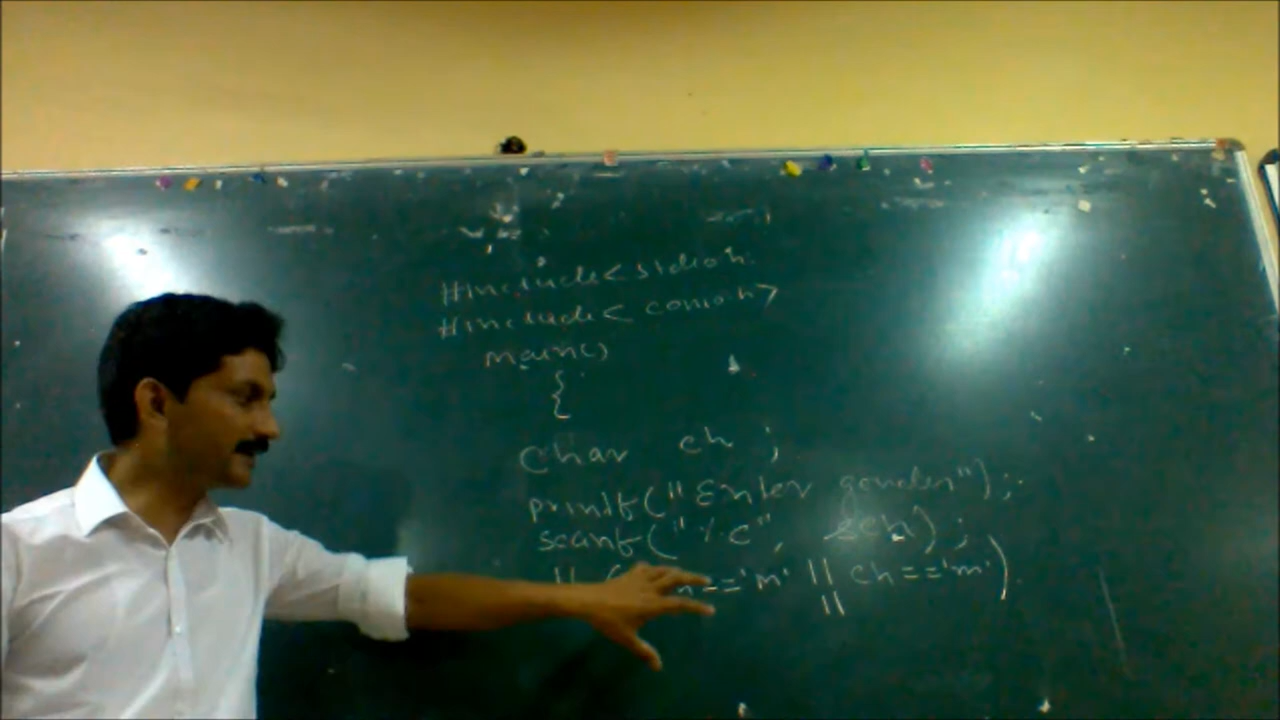 #include<stdio.h
#include<conio.h>
main()
{
char ch ;
printf("Enter gender");
scanf("%c", &ch) ;
=='m' || ch=='m')
||